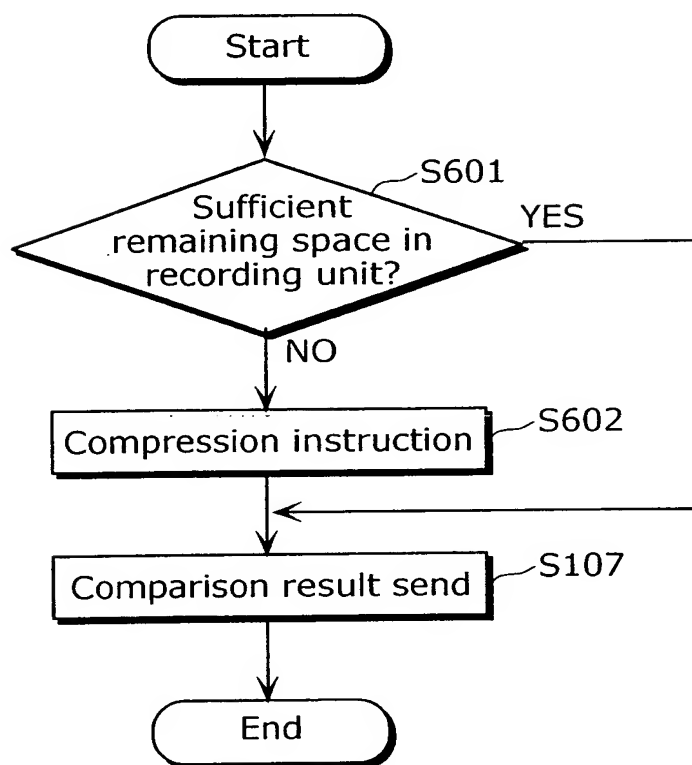 Start
S601
Sufficient
remaining space in
recording unit?
YES
NO
Compression instruction
S602
Comparison result send
S107
End